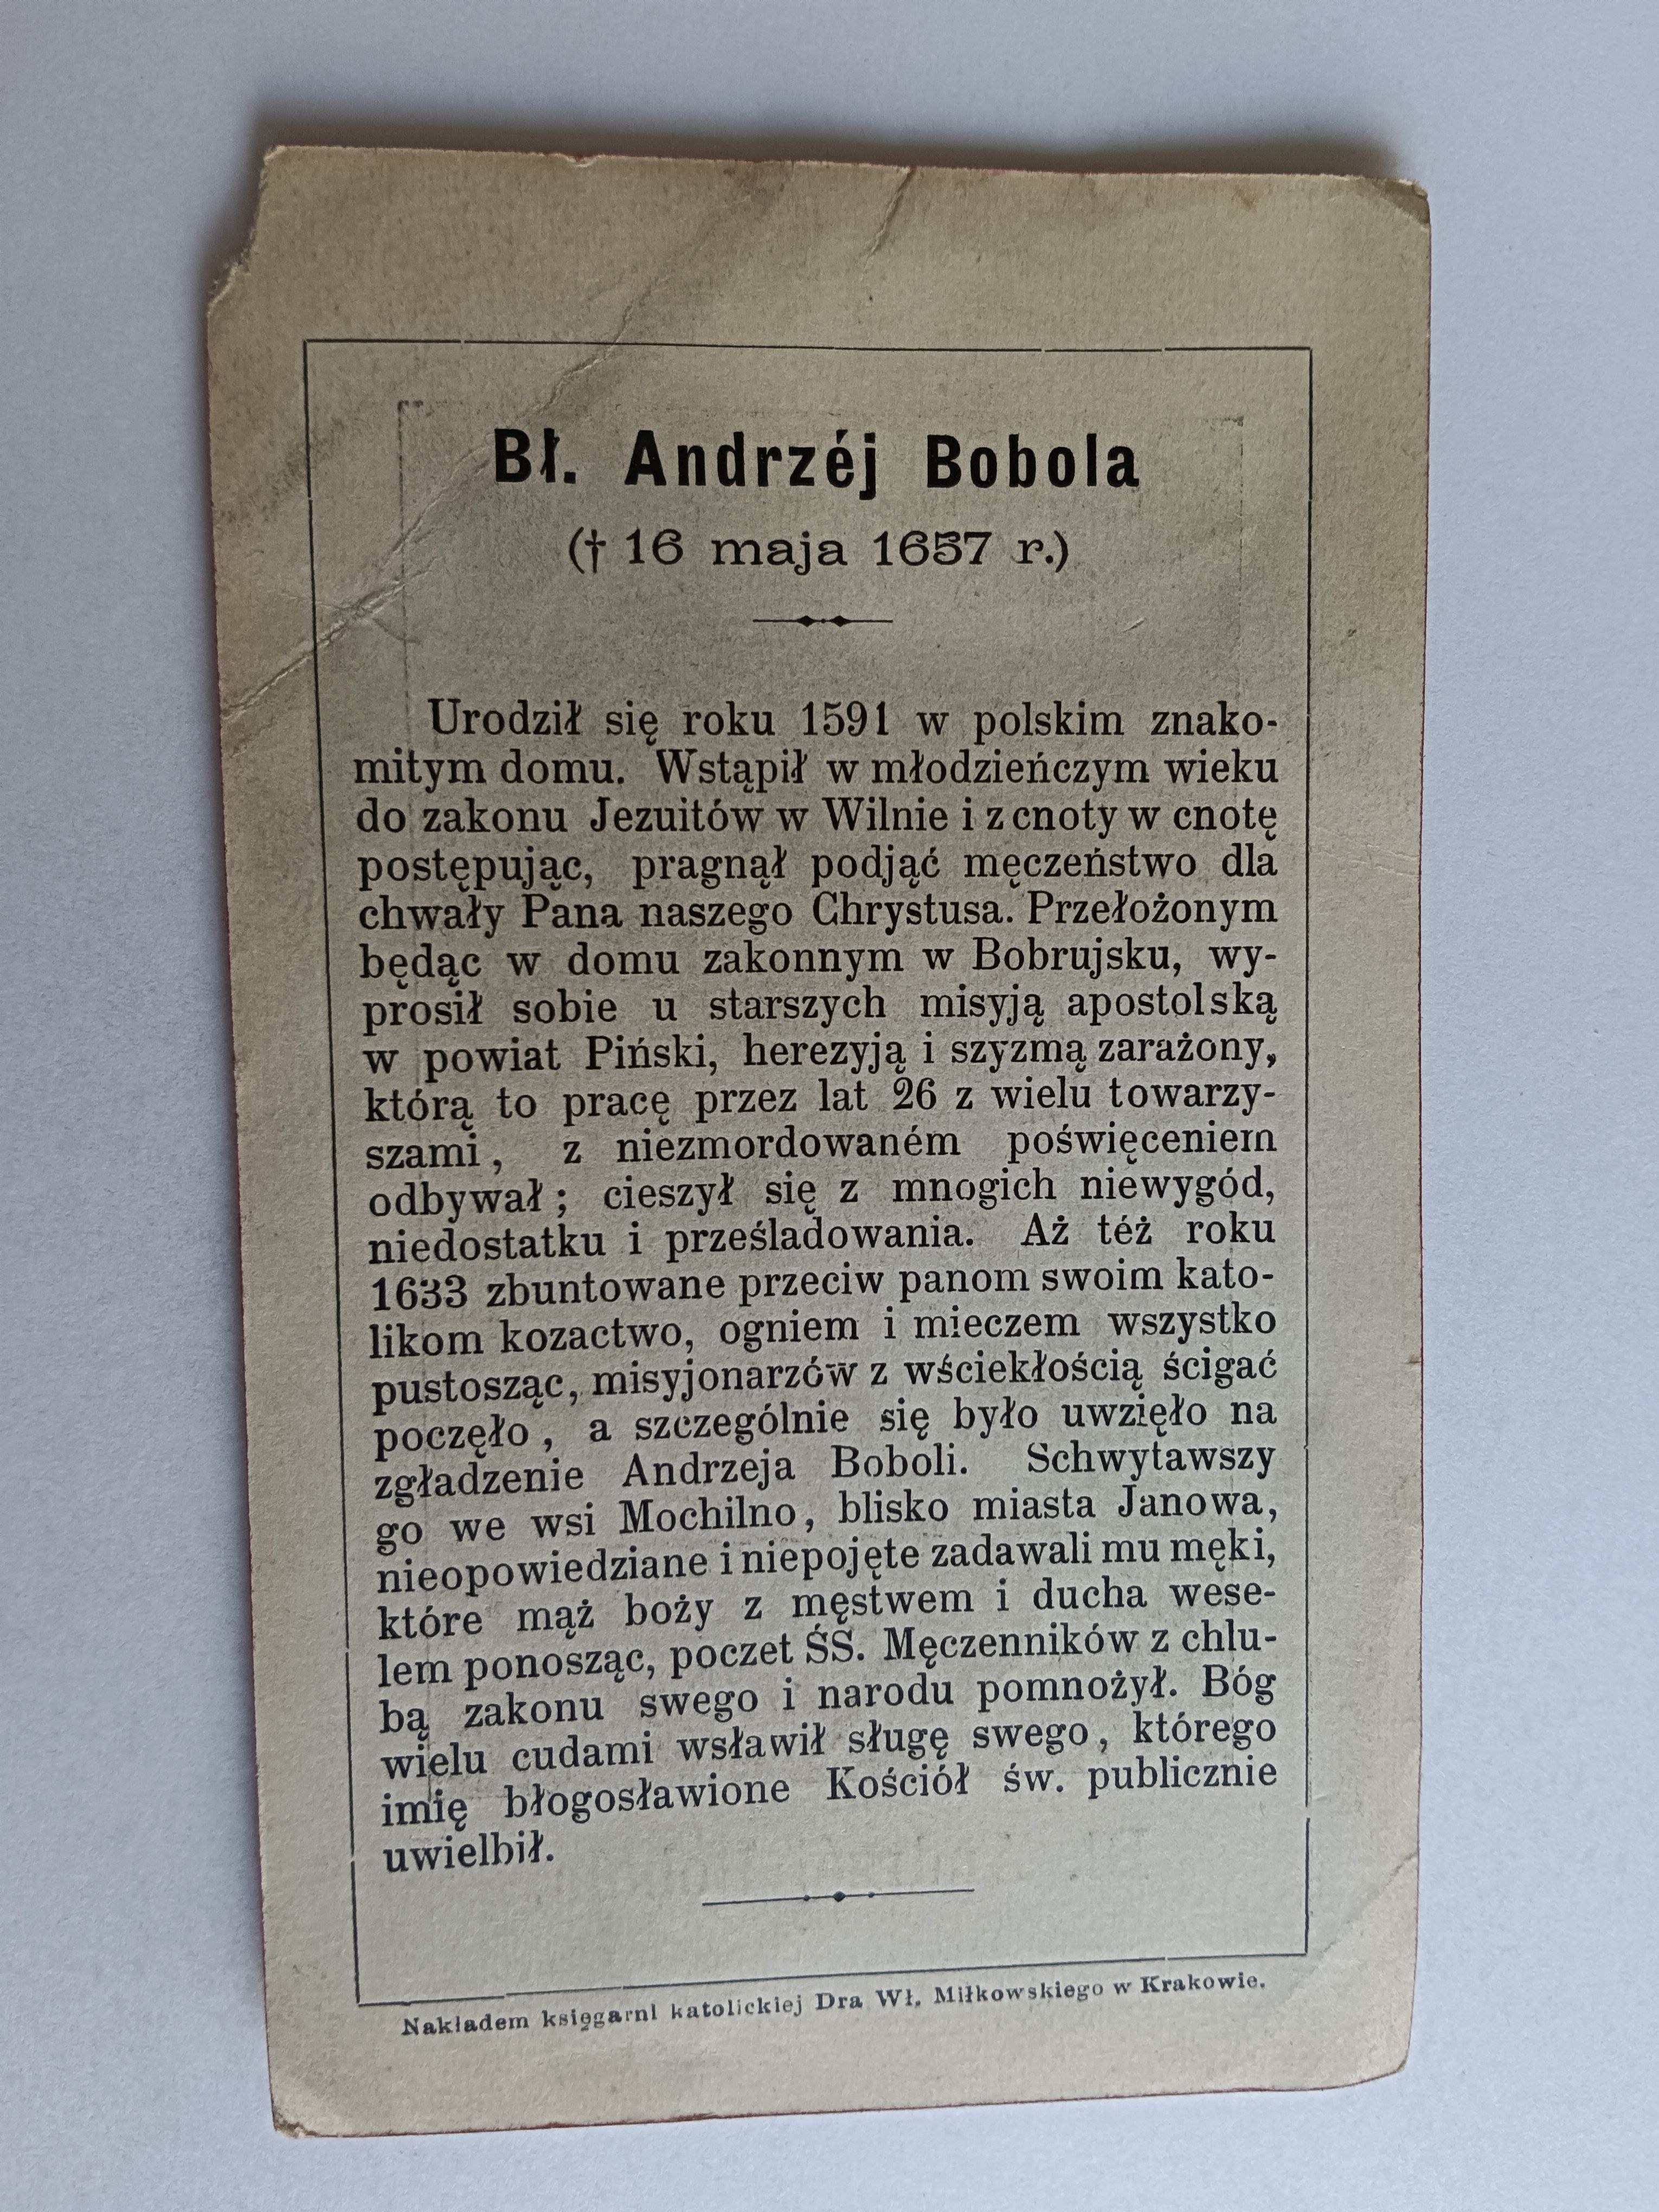 Bł. Andrzéj Bobola
(† 16 maja 1657 r.)
Urodził się roku 1591 w polskim znako-
mitym domu. Wstąpił w młodzieńczym wieku
do zakonu Jezuitów w Wilnie i z cnoty w cnotę
postępując, pragnął podjąć męczeństwo dla
chwały Pana naszego Chrystusa. Przełożonym
będąc w domu zakonnym w Bobrujsku, wy-
prosił sobie u starszych misyją apostolską
w powiat Piński, herezyją i szyzmą zarażony,
którą to pracę przez lat 26 z wielu towarzy-
szami, z niezmordowaném poświęceniem
odbywał; cieszył się z mnogich niewygód,
niedostatku i prześladowania. Aż téż roku
1633 zbuntowane przeciw panom swoim kato-
likom kozactwo, ogniem i mieczem wszystko
pustosząc, misyjonarzów z wściekłością ścigać
poczęło, a szczególnie się było uwzięło na
zgładzenie Andrzeja Boboli. Schwytawszy
go we wsi Mochilno, blisko miasta Janowa,
nieopowiedziane i niepojęte zadawali mu męki,
które mąż boży z męstwem i ducha wese-
lem ponosząc, poczet ŚS. Męczenników z chlu-
bą zakonu swego i narodu pomnożył. Bóg
wielu cudami wsławił sługę swego, którego
imię błogosławione Kościół św. publicznie
uwielbił.
Nakładem księgarni katolickiej Dra Wł. Miłkowskiego w Krakowie.